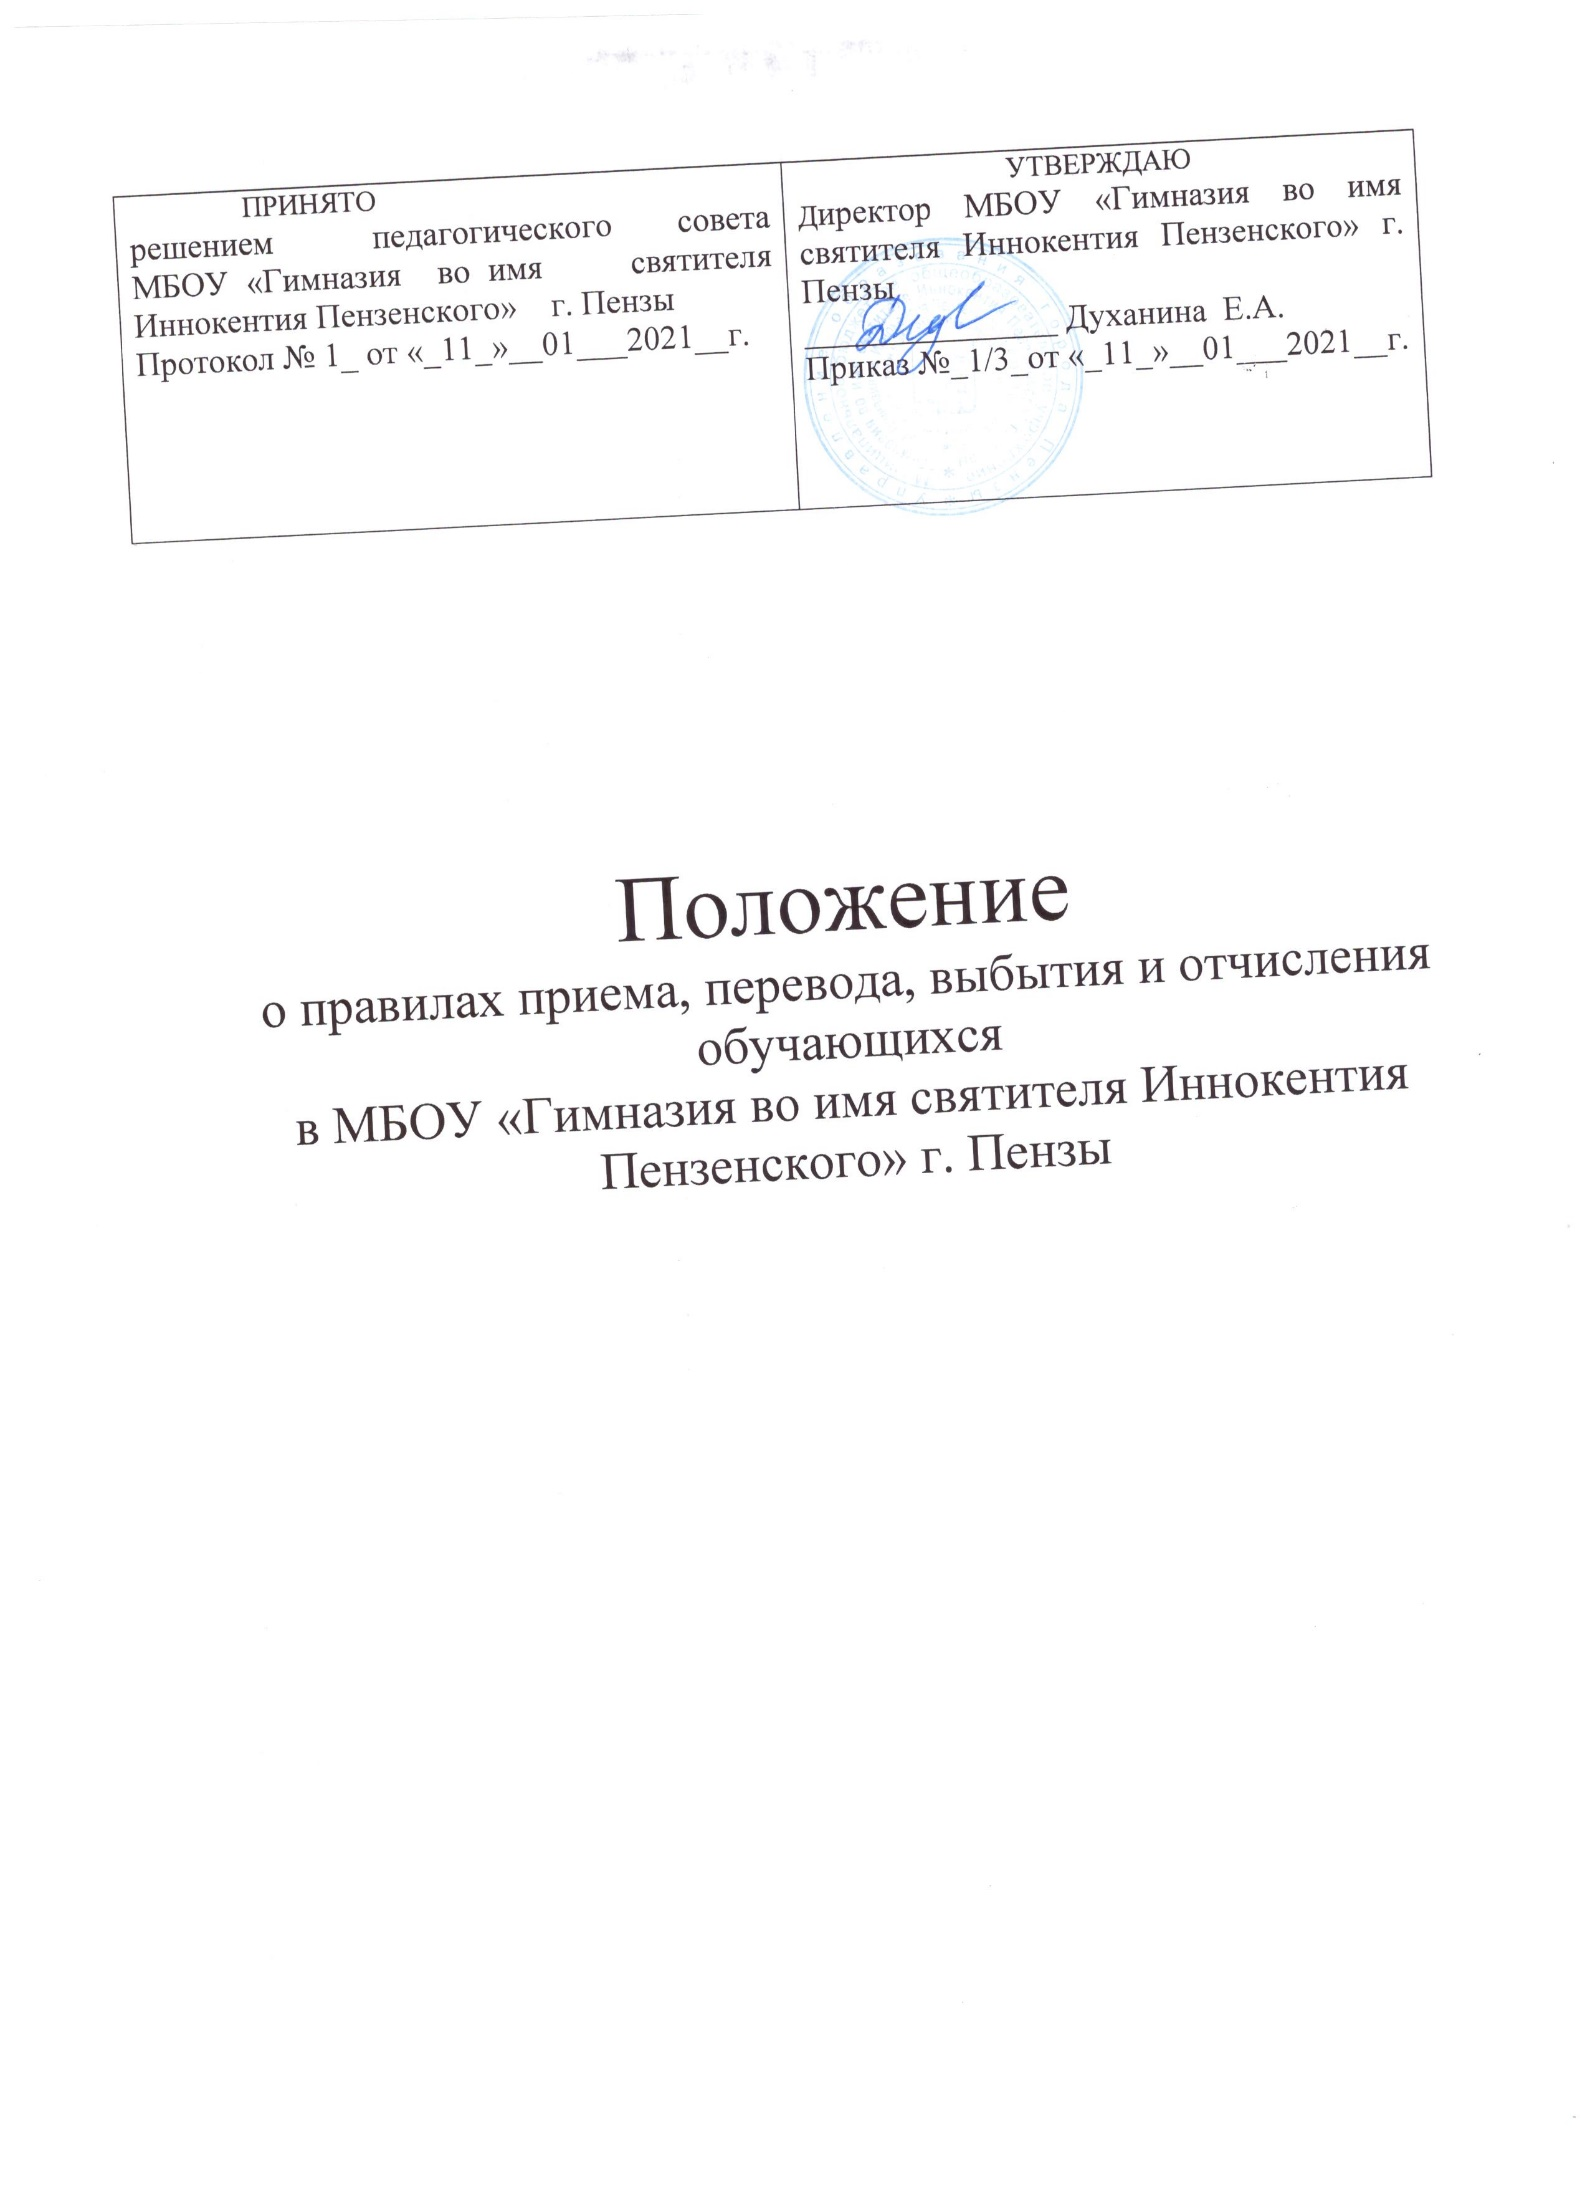 ПРИНЯТО
решением педагогического совета
МБОУ «Гимназия во имя святителя
Иннокентия Пензенского» г. Пензы
Протокол № 1_ от «_11_»__01___2021__г.
УТВЕРЖДАЮ
Директор МБОУ «Гимназия во имя
святителя Иннокентия Пензенского» г.
Пензы
_______________ Духанина Е.А.
Приказ №_1/3_от «_11_»__01___2021__г.
Положение
о правилах приема, перевода, выбытия и отчисления
обучающихся
в МБОУ «Гимназия во имя святителя Иннокентия
Пензенского» г. Пензы